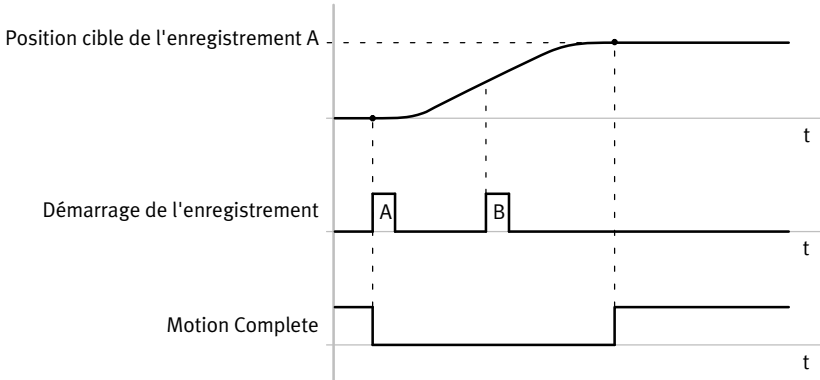 Position cible de l'enregistrement A
t
Démarrage de l'enregistrement
A
B
t
Motion Complete
t